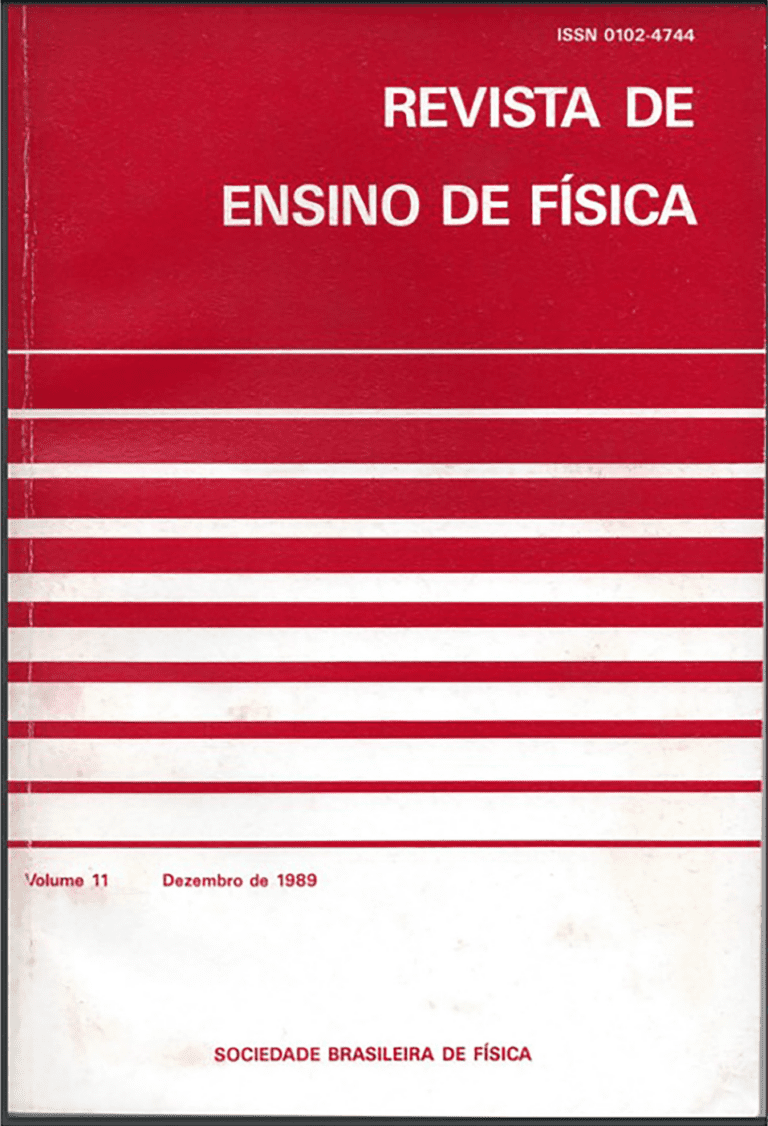 ISSN 0102-4744
REVISTA DE
ENSINO DE FÍSICA
Volume 11 Dezembro de 1989
SOCIEDADE BRASILEIRA DE FÍSICA